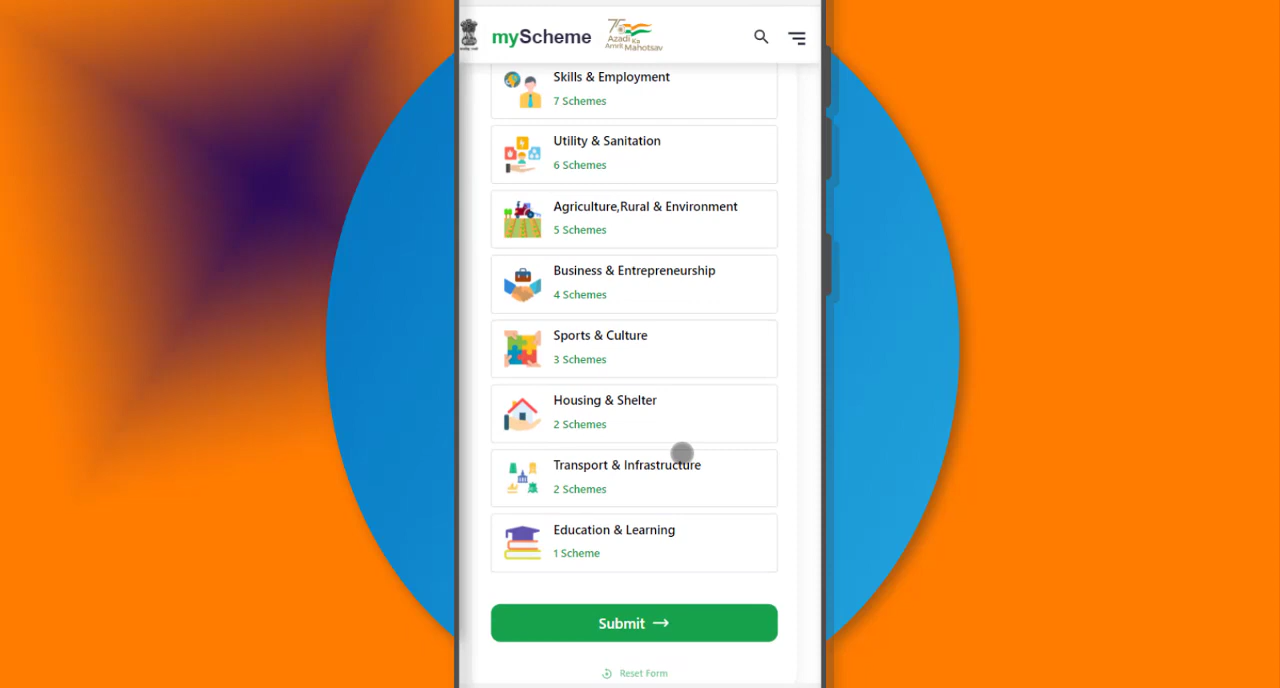 myScheme
75
Azadi Ka
Amrit Mahotsav
Skills & Employment
7 Schemes
Utility & Sanitation
6 Schemes
Agriculture,Rural & Environment
5 Schemes
Business & Entrepreneurship
4 Schemes
Sports & Culture
3 Schemes
Housing & Shelter
2 Schemes
Transport & Infrastructure
2 Schemes
Education & Learning
1 Scheme
Submit →
Reset Form